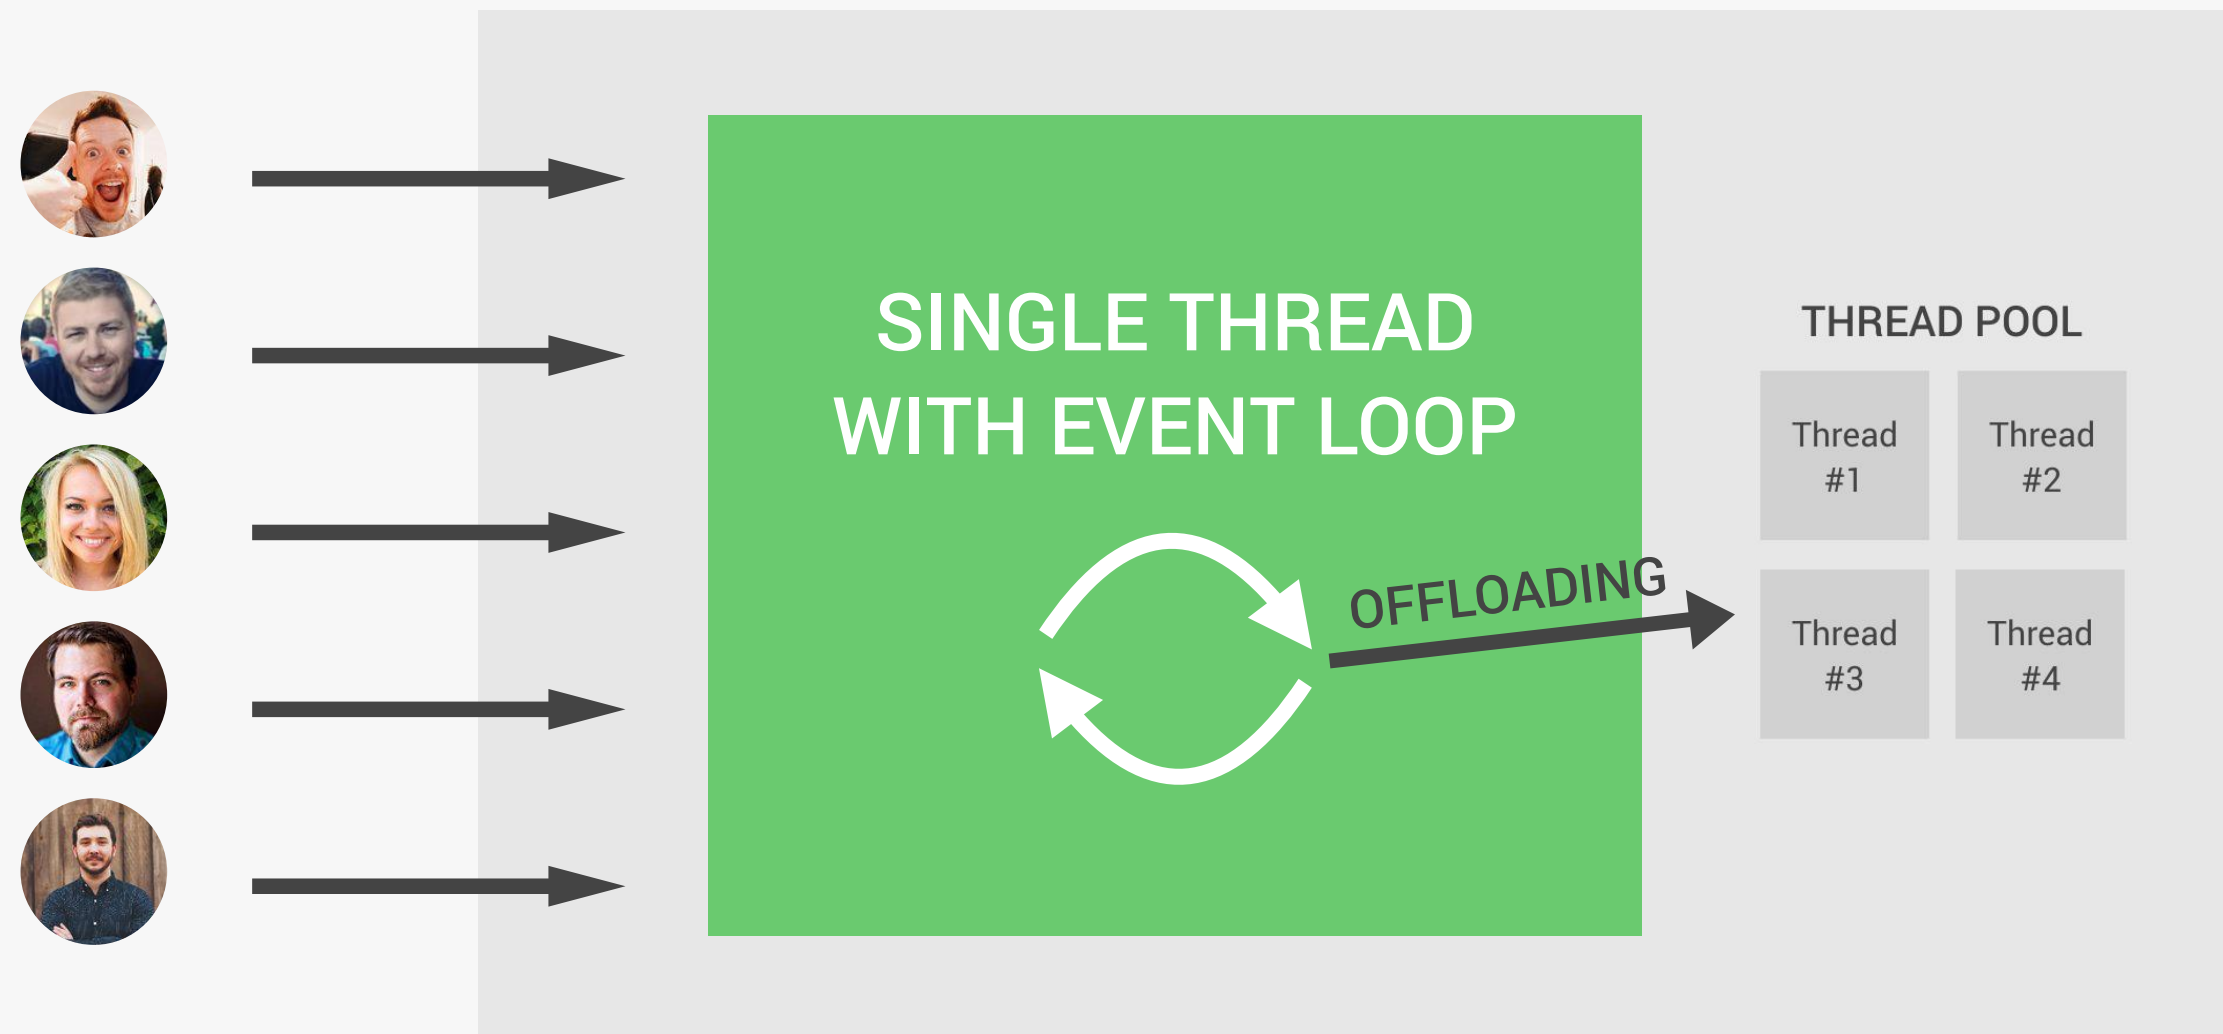 SINGLE THREAD
WITH EVENT LOOP
OFFLOADING
THREAD POOL
Thread
#1
Thread
#2
Thread
#3
Thread
#4